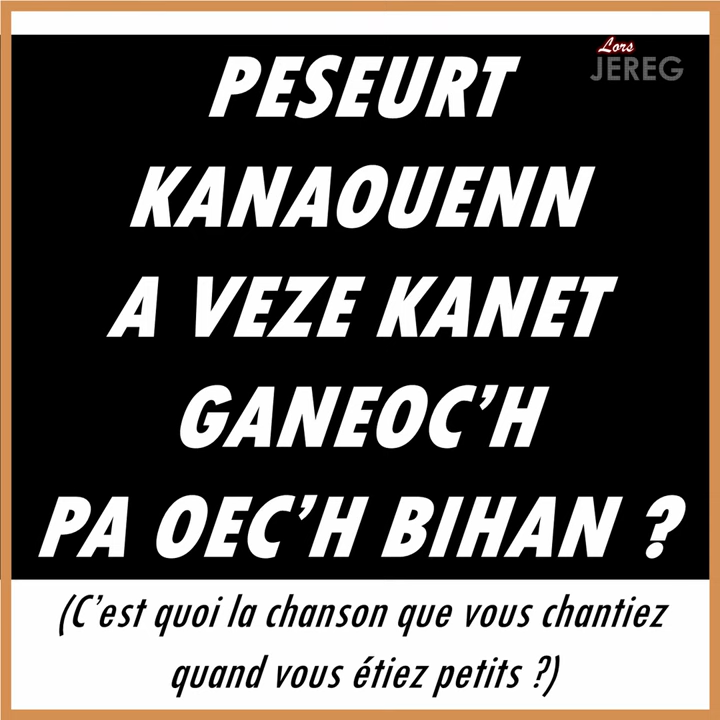 Lors
JEREG
PESEURT
KANAOUENN
A VEZE KANET
GANEOC'H
PA OEC'H BIHAN ?
(C'est quoi la chanson que vous chantiez
quand vous étiez petits ?)